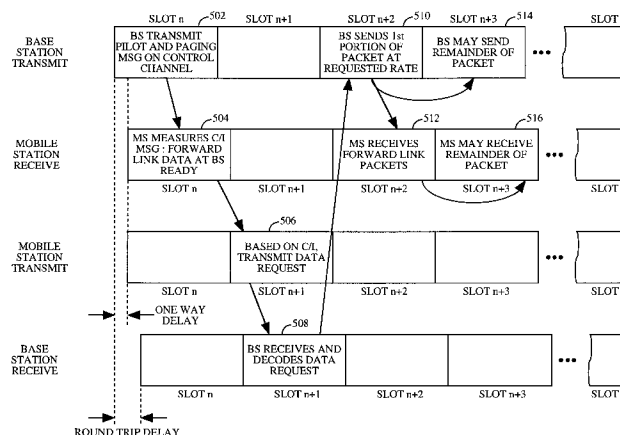 SLOT n
502
SLOT n+1
SLOT n+2
510
SLOT n+3
514
SLOT
BASE
STATION
TRANSMIT
BS TRANSMIT
PILOT AND PAGING
MSG ON CONTROL
CHANNEL
BS SENDS 1st
PORTION OF
PACKET AT
REQUESTED RATE
BS MAY SEND
REMAINDER OF
PACKET
•••
504
512
516
MOBILE
STATION
RECEIVE
MS MEASURES C/I
MSG : FORWARD
LINK DATA AT BS
READY
MS RECEIVES
FORWARD LINK
PACKETS
MS MAY RECEIVE
REMAINDER OF
PACKET
•••
SLOT n
SLOT n+1
SLOT n+2
SLOT n+3
SLOT
506
MOBILE
STATION
TRANSMIT
BASED ON C/I,
TRANSMIT DATA
REQUEST
•••
SLOT n
SLOT n+1
SLOT n+2
SLOT n+3
SLOT
ONE WAY
DELAY
508
BASE
STATION
RECEIVE
BS RECEIVES AND
DECODES DATA
REQUEST
•••
SLOT n
SLOT n+1
SLOT n+2
SLOT n+3
SLOT
ROUND TRIP DELAY